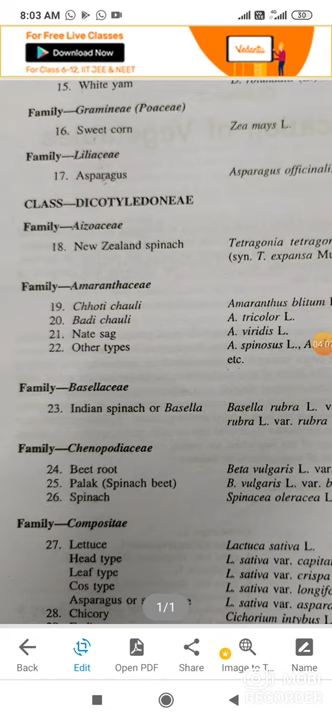 8:03 AM
30
For Free Live Classes
Download Now
For Class 6-12, IIT JEE & NEET
Vedantu
15. White yam
Family—Gramineae (Poaceae)
16. Sweet corn Zea mays L.
Family—Liliaceae
17. Asparagus Asparagus officinali
CLASS—DICOTYLEDONEAE
Family—Aizoaceae
18. New Zealand spinach Tetragonia tetragon
(syn. T. expansa Mu
Family—Amaranthaceae
19. Chhoti chauli Amaranthus blitum
20. Badi chauli A. tricolor L.
21. Nate sag A. viridis L.
22. Other types A. spinosus L., A
etc.
04:0
Family—Basellaceae
23. Indian spinach or Basella Basella rubra L. v
rubra L. var. rubra
Family—Chenopodiaceae
24. Beet root Beta vulgaris L. var
25. Palak (Spinach beet) B. vulgaris L. var. b
26. Spinach Spinacea oleracea L
Family—Compositae
27. Lettuce Lactuca sativa L.
Head type L. sativa var. capita
Leaf type L. sativa var. crispa
Cos type L. sativa var. longifo
Asparagus or L. sativa var. aspara
28. Chicory Cichorium intybus L
1/1
Back
Edit
Open PDF
Share
Image to T...
Name
RECORDER